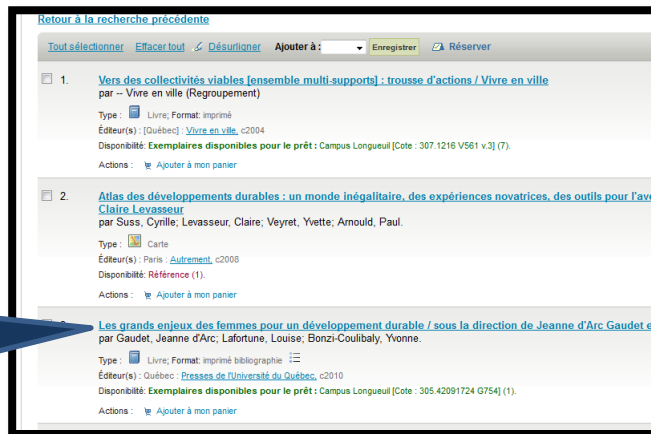 Retour à la recherche précédente
Tout sélectionner Effacer tout Désurligner Ajouter à : Enregistrer Réserver
1. Vers des collectivités viables [ensemble multi-supports] : trousse d'actions / Vivre en ville
par -- Vivre en ville (Regroupement)
Type : Livre; Format: imprimé
Éditeur(s) : [Québec] : Vivre en ville, c2004
Disponibilité: Exemplaires disponibles pour le prêt : Campus Longueuil [Cote : 307.1216 V561 v.3] (7).
Actions : Ajouter à mon panier
2. Atlas des développements durables : un monde inégalitaire, des expériences novatrices, des outils pour l'ave
Claire Levasseur
par Suss, Cyrille; Levasseur, Claire; Veyret, Yvette; Arnould, Paul.
Type : Carte
Éditeur(s) : Paris : Autrement, c2008
Disponibilité: Référence (1).
Actions : Ajouter à mon panier
Les grands enjeux des femmes pour un développement durable / sous la direction de Jeanne d'Arc Gaudet e
par Gaudet, Jeanne d'Arc; Lafortune, Louise; Bonzi-Coulibaly, Yvonne.
Type : Livre; Format: imprimé bibliographie
Éditeur(s) : Québec : Presses de l'Université du Québec, c2010
Disponibilité: Exemplaires disponibles pour le prêt : Campus Longueuil [Cote : 305.42091724 G754] (1).
Actions : Ajouter à mon panier